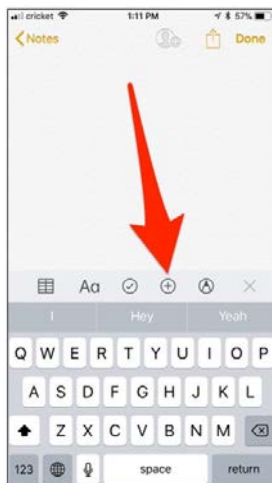 cricket 1:11 PM 57%
Notes Done
Aa
I Hey Yeah
Q W E R T Y U I O P
A S D F G H J K L
Z X C V B N M
123 space return